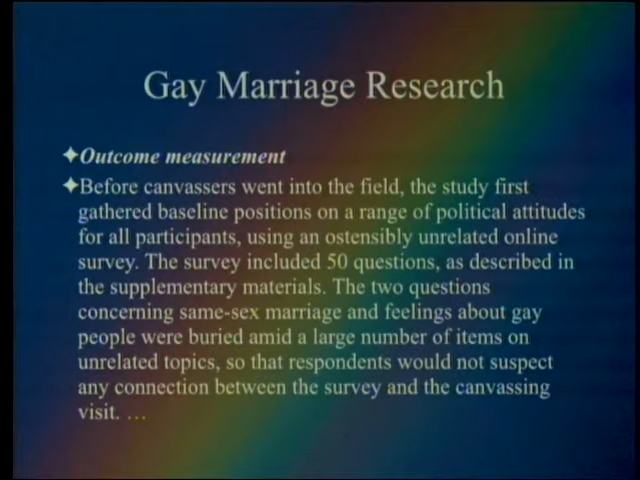 Gay Marriage Research
✦Outcome measurement
✦Before canvassers went into the field, the study first
gathered baseline positions on a range of political attitudes
for all participants, using an ostensibly unrelated online
survey. The survey included 50 questions, as described in
the supplementary materials. The two questions
concerning same-sex marriage and feelings about gay
people were buried amid a large number of items on
unrelated topics, so that respondents would not suspect
any connection between the survey and the canvassing
visit. …